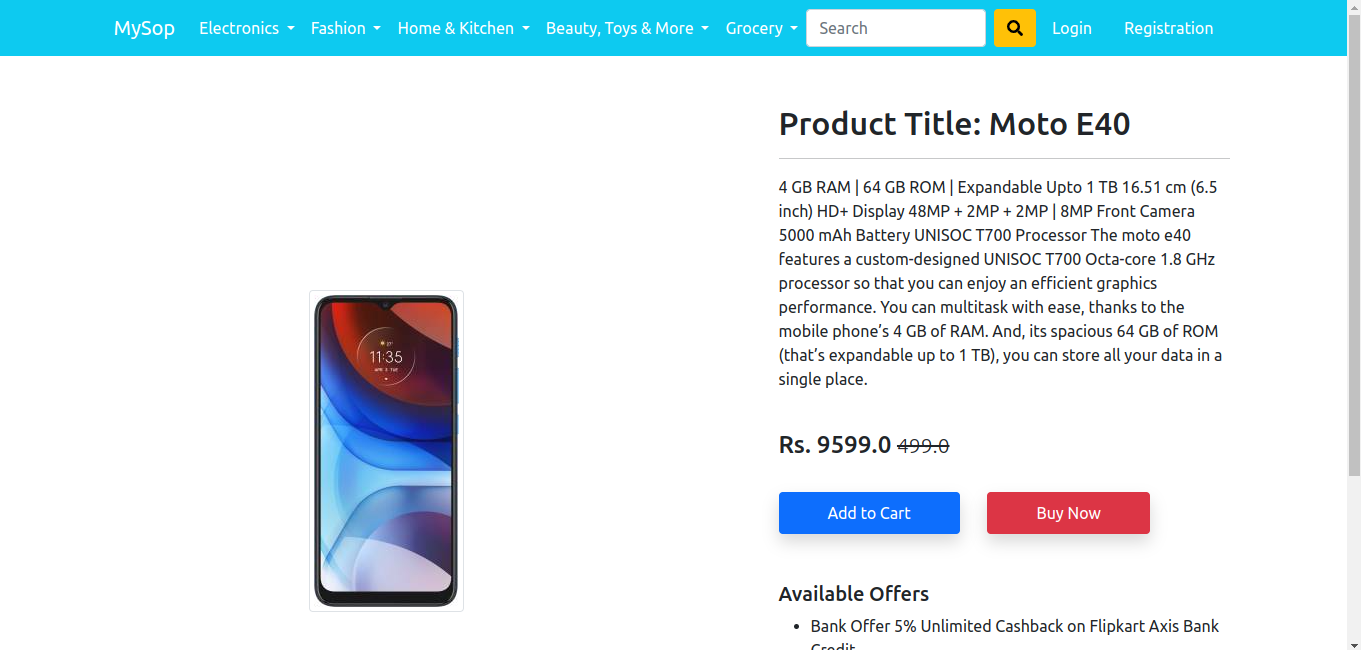 MySop Electronics Fashion Home & Kitchen Beauty, Toys & More Grocery Search Login Registration
Product Title: Moto E40
4 GB RAM | 64 GB ROM | Expandable Upto 1 TB 16.51 cm (6.5
inch) HD+ Display 48MP + 2MP + 2MP | 8MP Front Camera
5000 mAh Battery UNISOC T700 Processor The moto e40
features a custom-designed UNISOC T700 Octa-core 1.8 GHz
processor so that you can enjoy an efficient graphics
performance. You can multitask with ease, thanks to the
mobile phone’s 4 GB of RAM. And, its spacious 64 GB of ROM
(that’s expandable up to 1 TB), you can store all your data in a
single place.
11:35
APR 3 TUE
Rs. 9599.0 499.0
Add to Cart Buy Now
Available Offers
• Bank Offer 5% Unlimited Cashback on Flipkart Axis Bank
Credit